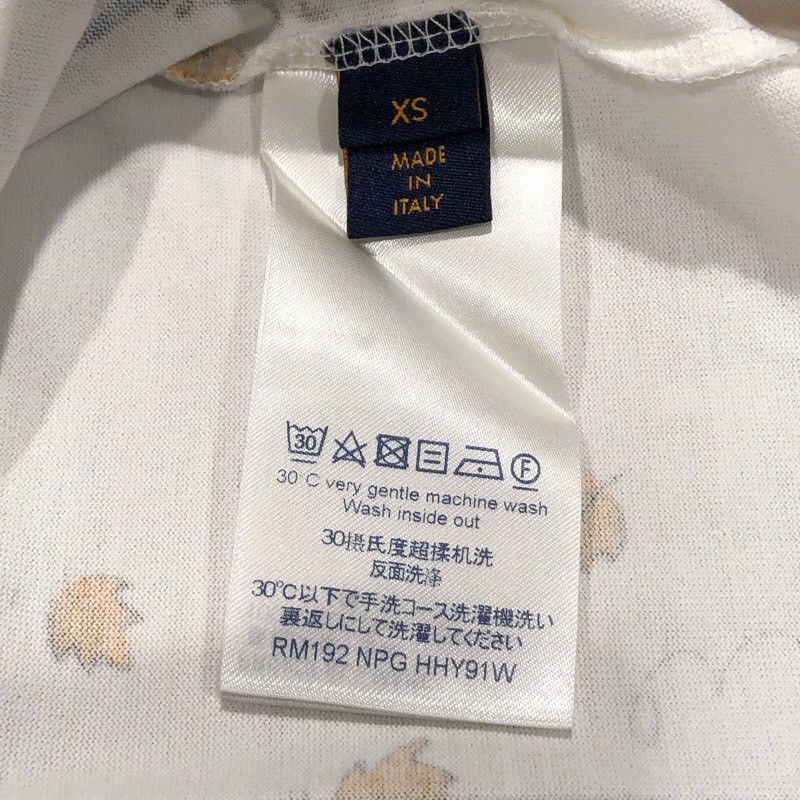 XS
MADE
IN
ITALY
30
F
30°C very gentle machine wash
Wash inside out
30摄氏度超揉机洗
反面洗净
30℃以下で手洗コース洗濯機洗い
裏返しにして洗濯してください
RM192 NPG HHY91W